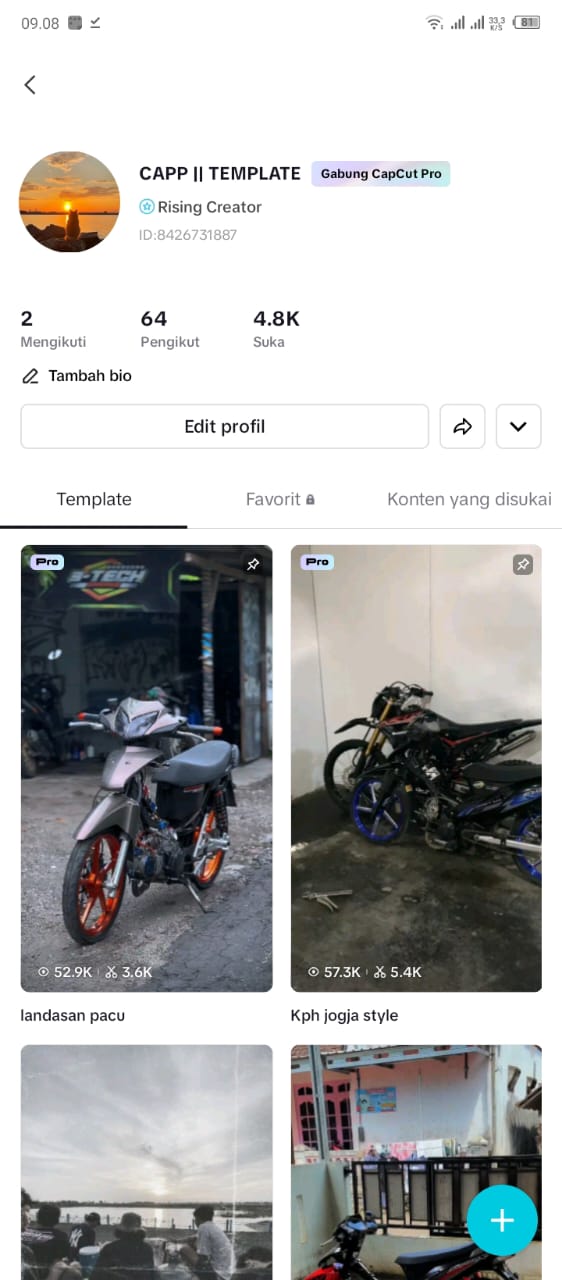 09.08
33,3
K/S
81
CAPP || TEMPLATE
Gabung CapCut Pro
Rising Creator
ID:8426731887
2
64
4.8K
Mengikuti
Pengikut
Suka
Tambah bio
Edit profil
Template
Favorit
Konten yang disukai
Pro
Pro
52.9K
3.6K
57.3K
5.4K
landasan pacu
Kph jogja style